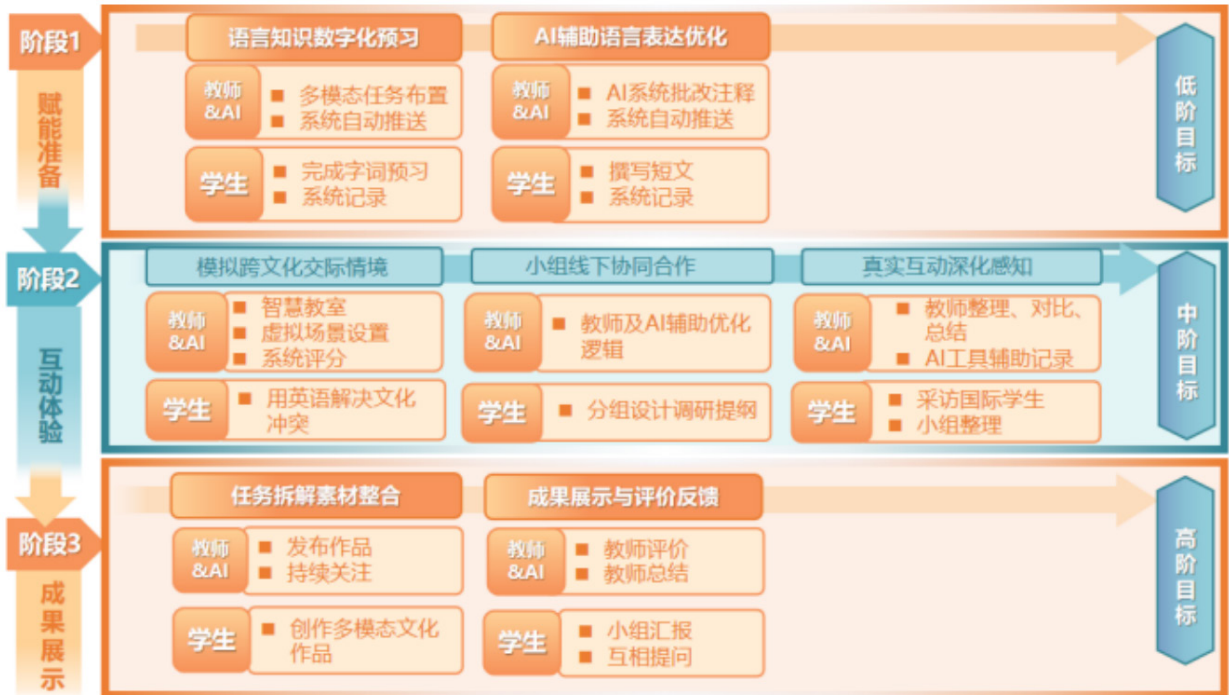 阶段1
赋能准备
语言知识数字化预习
AI辅助语言表达优化
教师
&AI
■ 多模态任务布置
■ 系统自动推送
教师
&AI
■ AI系统批改注释
■ 系统自动推送
学生
■ 完成字词预习
■ 系统记录
学生
■ 撰写短文
■ 系统记录
低阶目标
阶段2
互动体验
模拟跨文化交际情境
小组线下协同合作
真实互动深化感知
教师
&AI
■ 智慧教室
■ 虚拟场景设置
■ 系统评分
教师
&AI
■ 教师及AI辅助优化
逻辑
教师
&AI
■ 教师整理、对比、
总结
■ AI工具辅助记录
学生
■ 用英语解决文化
冲突
学生
■ 分组设计调研提纲
学生
■ 采访国际学生
■ 小组整理
中阶目标
阶段3
成果展示
任务拆解素材整合
成果展示与评价反馈
教师
&AI
■ 发布作品
■ 持续关注
教师
&AI
■ 教师评价
■ 教师总结
学生
■ 创作多模态文化
作品
学生
■ 小组汇报
■ 互相提问
高阶目标